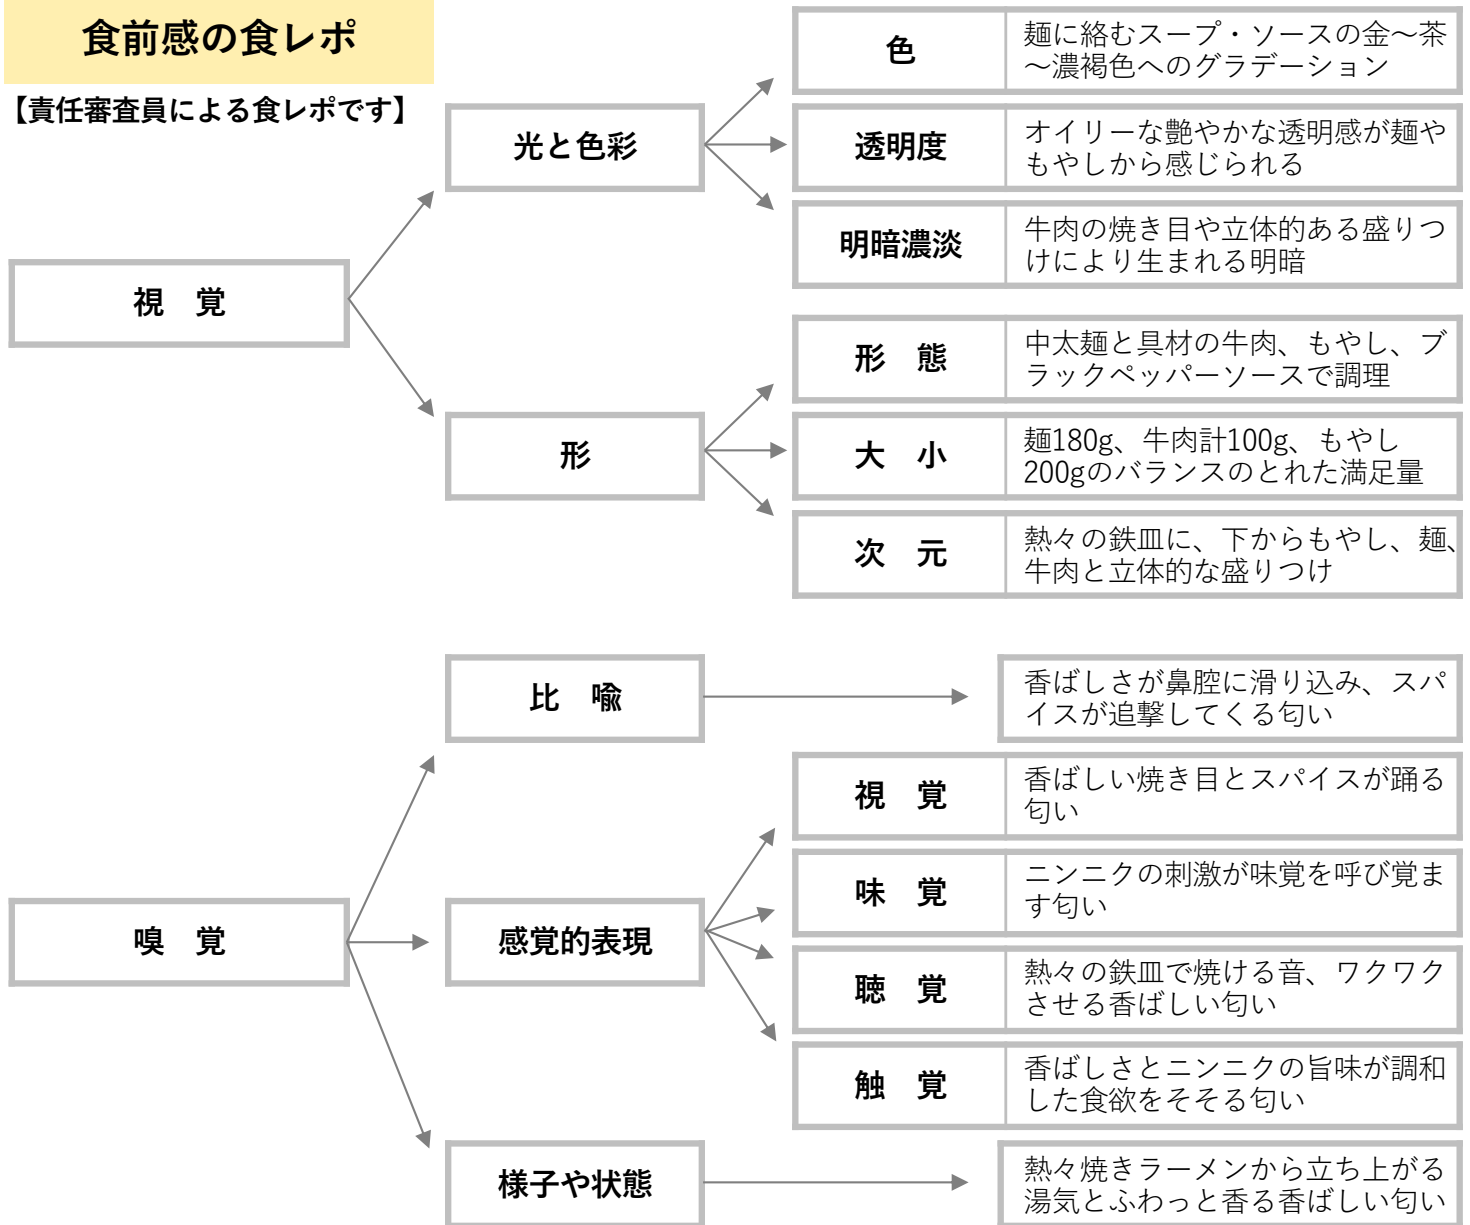 食前感の食レポ
【責任審査員による食レポです】
視　覚
光と色彩
色
麺に絡むスープ・ソースの金～茶
～濃褐色へのグラデーション
透明度
オイリーな艶やかな透明感が麺や
もやしから感じられる
明暗濃淡
牛肉の焼き目や立体的ある盛りつ
けにより生まれる明暗
形
形　態
中太麺と具材の牛肉、もやし、ブ
ラックペッパーソースで調理
大　小
麺180g、牛肉計100g、もやし
200gのバランスのとれた満足量
次　元
熱々の鉄皿に、下からもやし、麺、
牛肉と立体的な盛りつけ
嗅　覚
比　喩
香ばしさが鼻腔に滑り込み、スパ
イスが追撃してくる匂い
感覚的表現
視　覚
香ばしい焼き目とスパイスが踊る
匂い
味　覚
ニンニクの刺激が味覚を呼び覚ま
す匂い
聴　覚
熱々の鉄皿で焼ける音、ワクワク
させる香ばしい匂い
触　覚
香ばしさとニンニクの旨味が調和
した食欲をそそる匂い
様子や状態
熱々焼きラーメンから立ち上がる
湯気とふわっと香る香ばしい匂い